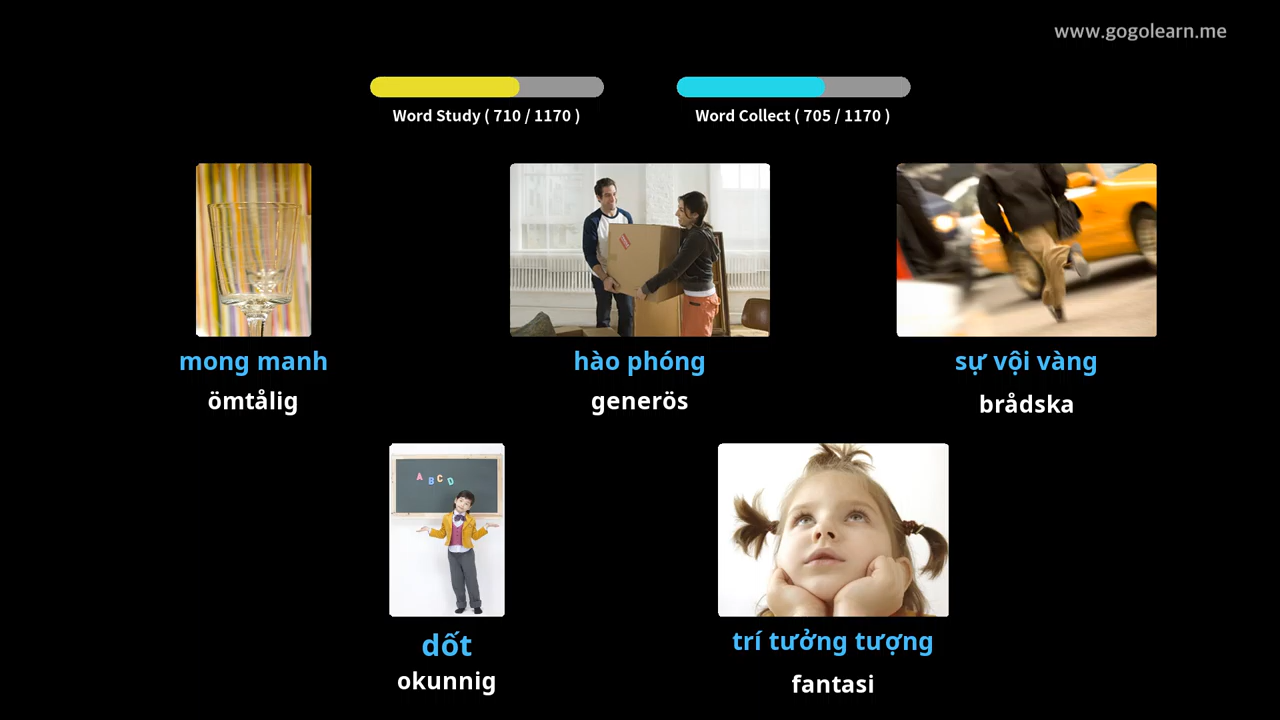 www.gogolearn.me
Word Study ( 710 / 1170 )
Word Collect ( 705 / 1170 )
mong manh
ömtålig
hào phóng
generös
sự vội vàng
brådska
A B C D
dốt
okunnig
trí tưởng tượng
fantasi